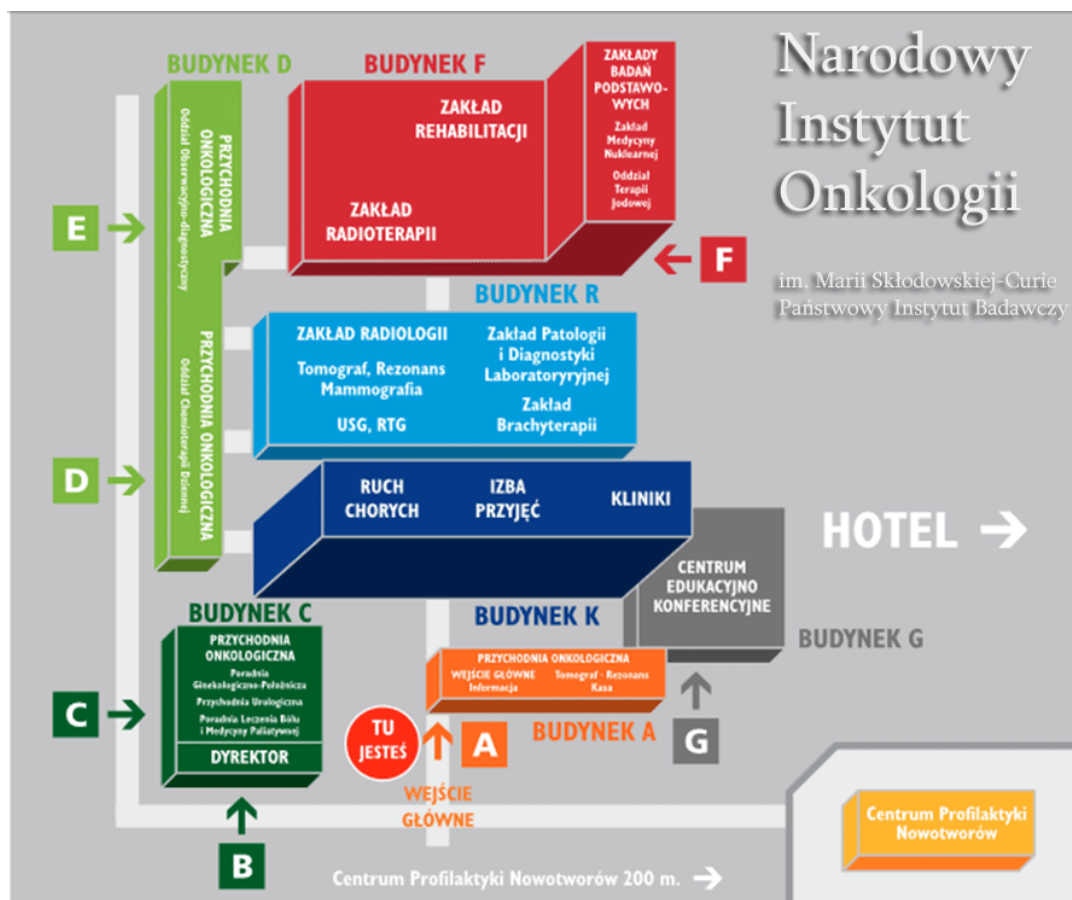 Narodowy
Instytut
Onkologii
im. Marii Skłodowskiej-Curie
Państwowy Instytut Badawczy
BUDYNEK D
PRZYCHODNIA
ONKOLOGICZNA
Oddział Obserwacyjno-diagnostyczny
PRZYCHODNIA ONKOLOGICZNA
Oddział Chemioterapii Dziennej
E
D
BUDYNEK F
ZAKŁAD
REHABILITACJI
ZAKŁAD
RADIOTERAPII
ZAKŁADY
BADAŃ
PODSTAWO-
WYCH
Zakład
Medycyny
Nuklearnej
Oddział
Terapii
Jodowej
F
BUDYNEK R
ZAKŁAD RADIOLOGII
Tomograf, Rezonans
Mammografia
USG, RTG
Zakład Patologii
i Diagnostyki
Laboratoryryjnej
Zakład
Brachyterapii
RUCH
CHORYCH
IZBA
PRZYJĘĆ
KLINIKI
BUDYNEK K
HOTEL
CENTRUM
EDUKACYJNO
KONFERENCYJNE
BUDYNEK G
G
BUDYNEK C
PRZYCHODNIA
ONKOLOGICZNA
Poradnia
Ginekologiczno-Położnicza
Przychodnia Urologiczna
Poradnia Leczenia Bólu
i Medycyny Paliatywnej
DYREKTOR
C
B
PRZYCHODNIA ONKOLOGICZNA
WEJŚCIE GŁÓWNE
Informacja
Tomograf - Rezonans
Kasa
BUDYNEK A
A
TU
JESTEŚ
WEJŚCIE
GŁÓWNE
Centrum Profilaktyki
Nowotworów
Centrum Profilaktyki Nowotworów 200 m.